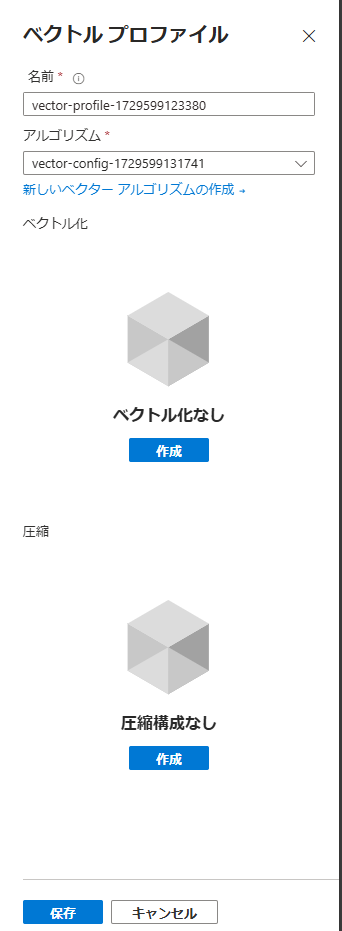 ベクトル プロファイル
名前 *
vector-profile-1729599123380
アルゴリズム *
vector-config-1729599131741
新しいベクター アルゴリズムの作成 →
ベクトル化
ベクトル化なし
作成
圧縮
圧縮構成なし
作成
保存 キャンセル